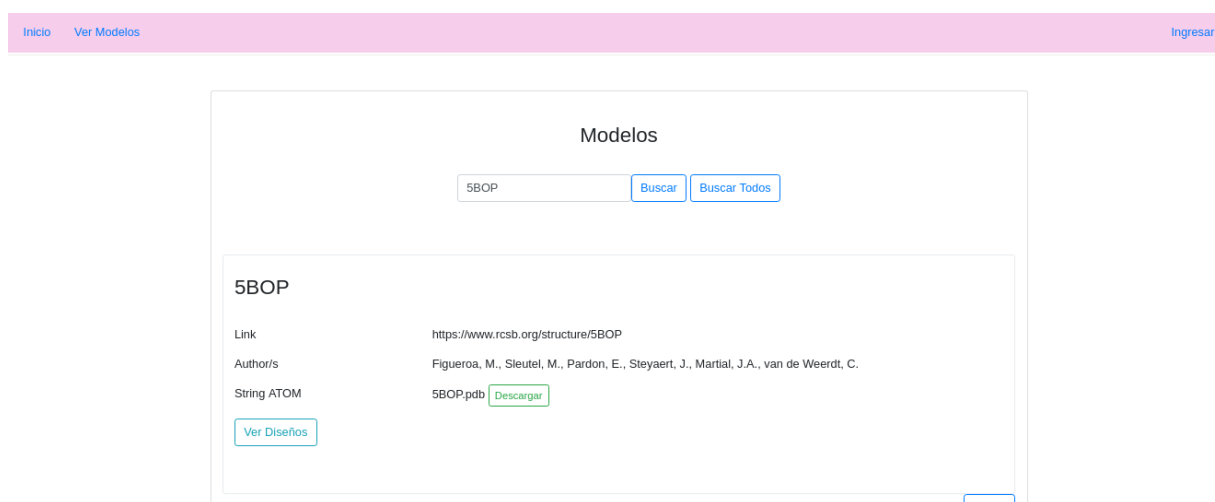 Inicio Ver Modelos Ingresar
Modelos
5BOP Buscar Buscar Todos
5BOP
Link https://www.rcsb.org/structure/5BOP
Author/s Figueroa, M., Sleutel, M., Pardon, E., Steyaert, J., Martial, J.A., van de Weerdt, C.
String ATOM 5BOP.pdb Descargar
Ver Diseños